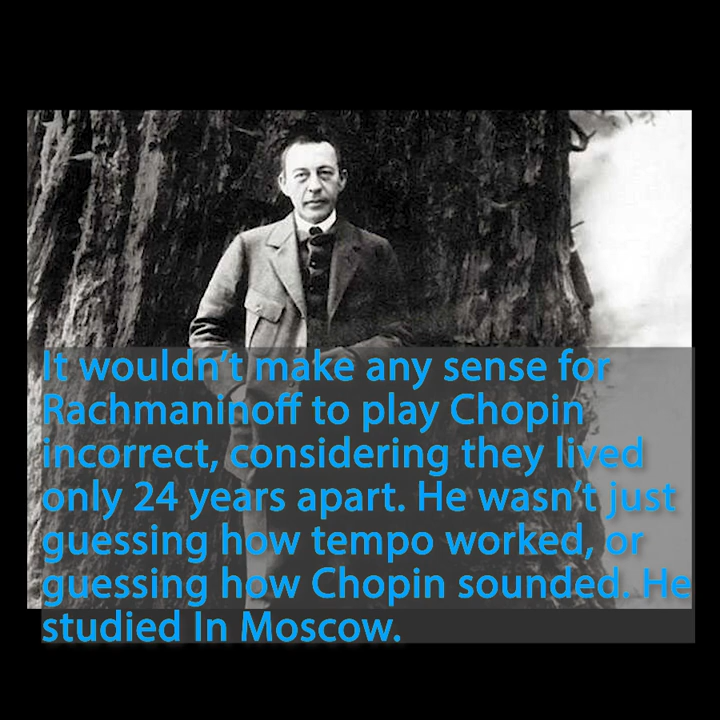 It wouldn't make any sense for
Rachmaninoff to play Chopin
incorrect, considering they lived
only 24 years apart. He wasn't just
guessing how tempo worked, or
guessing how Chopin sounded. He
studied In Moscow.